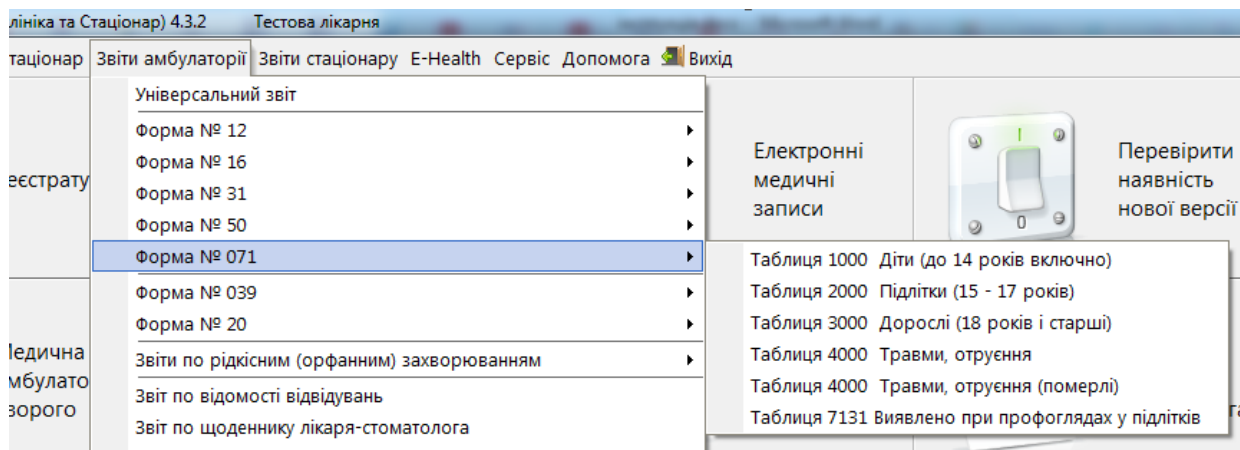 лініка та Стаціонар) 4.3.2 Тестова лікарня
таціонар Звіти амбулаторії Звіти стаціонару E-Health Сервіс Допомога Вихід
Універсальний звіт
Форма № 12
Форма № 16
Форма № 31
Форма № 50
Форма № 071
Форма № 039
Форма № 20
Звіти по рідкісним (орфанним) захворюванням
Звіт по відомості відвідувань
Звіт по щоденнику лікаря-стоматолога
еєстрату
едична
мбулато
ворого
Електронні
медичні
записи
Перевірити
наявність
нової версії
Таблиця 1000 Діти (до 14 років включно)
Таблиця 2000 Підлітки (15 - 17 років)
Таблиця 3000 Дорослі (18 років і старші)
Таблиця 4000 Травми, отруєння
Таблиця 4000 Травми, отруєння (померлі)
Таблиця 7131 Виявлено при профоглядах у підлітків